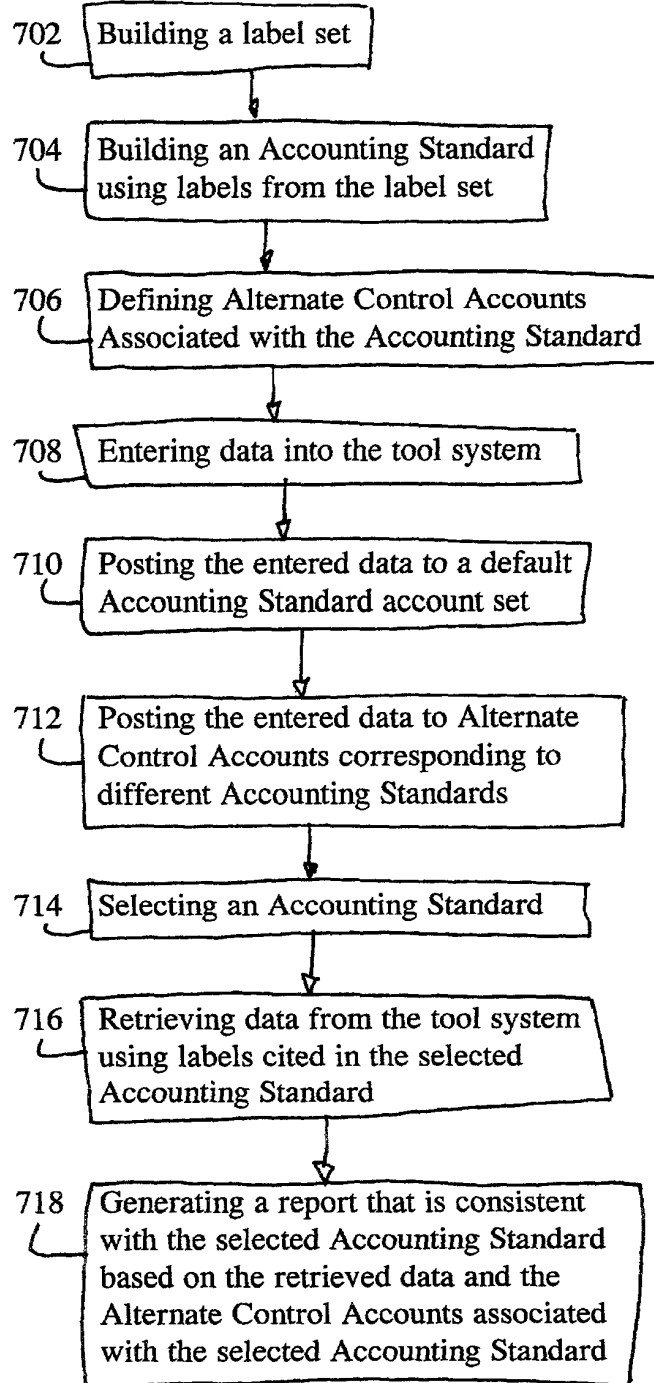 702 Building a label set
704 Building an Accounting Standard
using labels from the label set
706 Defining Alternate Control Accounts
Associated with the Accounting Standard
708 Entering data into the tool system
710 Posting the entered data to a default
Accounting Standard account set
712 Posting the entered data to Alternate
Control Accounts corresponding to
different Accounting Standards
714 Selecting an Accounting Standard
716 Retrieving data from the tool system
using labels cited in the selected
Accounting Standard
718 Generating a report that is consistent
with the selected Accounting Standard
based on the retrieved data and the
Alternate Control Accounts associated
with the selected Accounting Standard